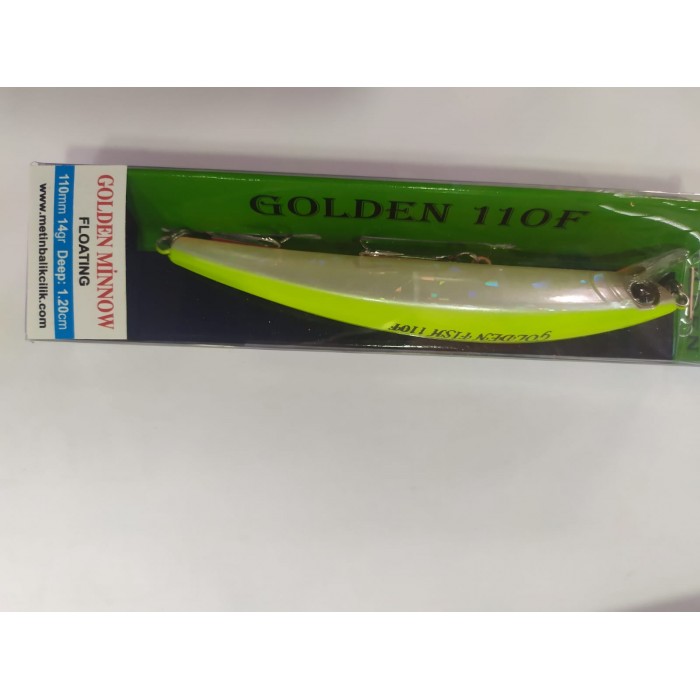 GOLDEN MİNNOW
FLOATING
110mm 14gr Deep: 1.20cm
www.metinbalikcilik.com
GOLDEN 110F
GOLDEN FISH 110F